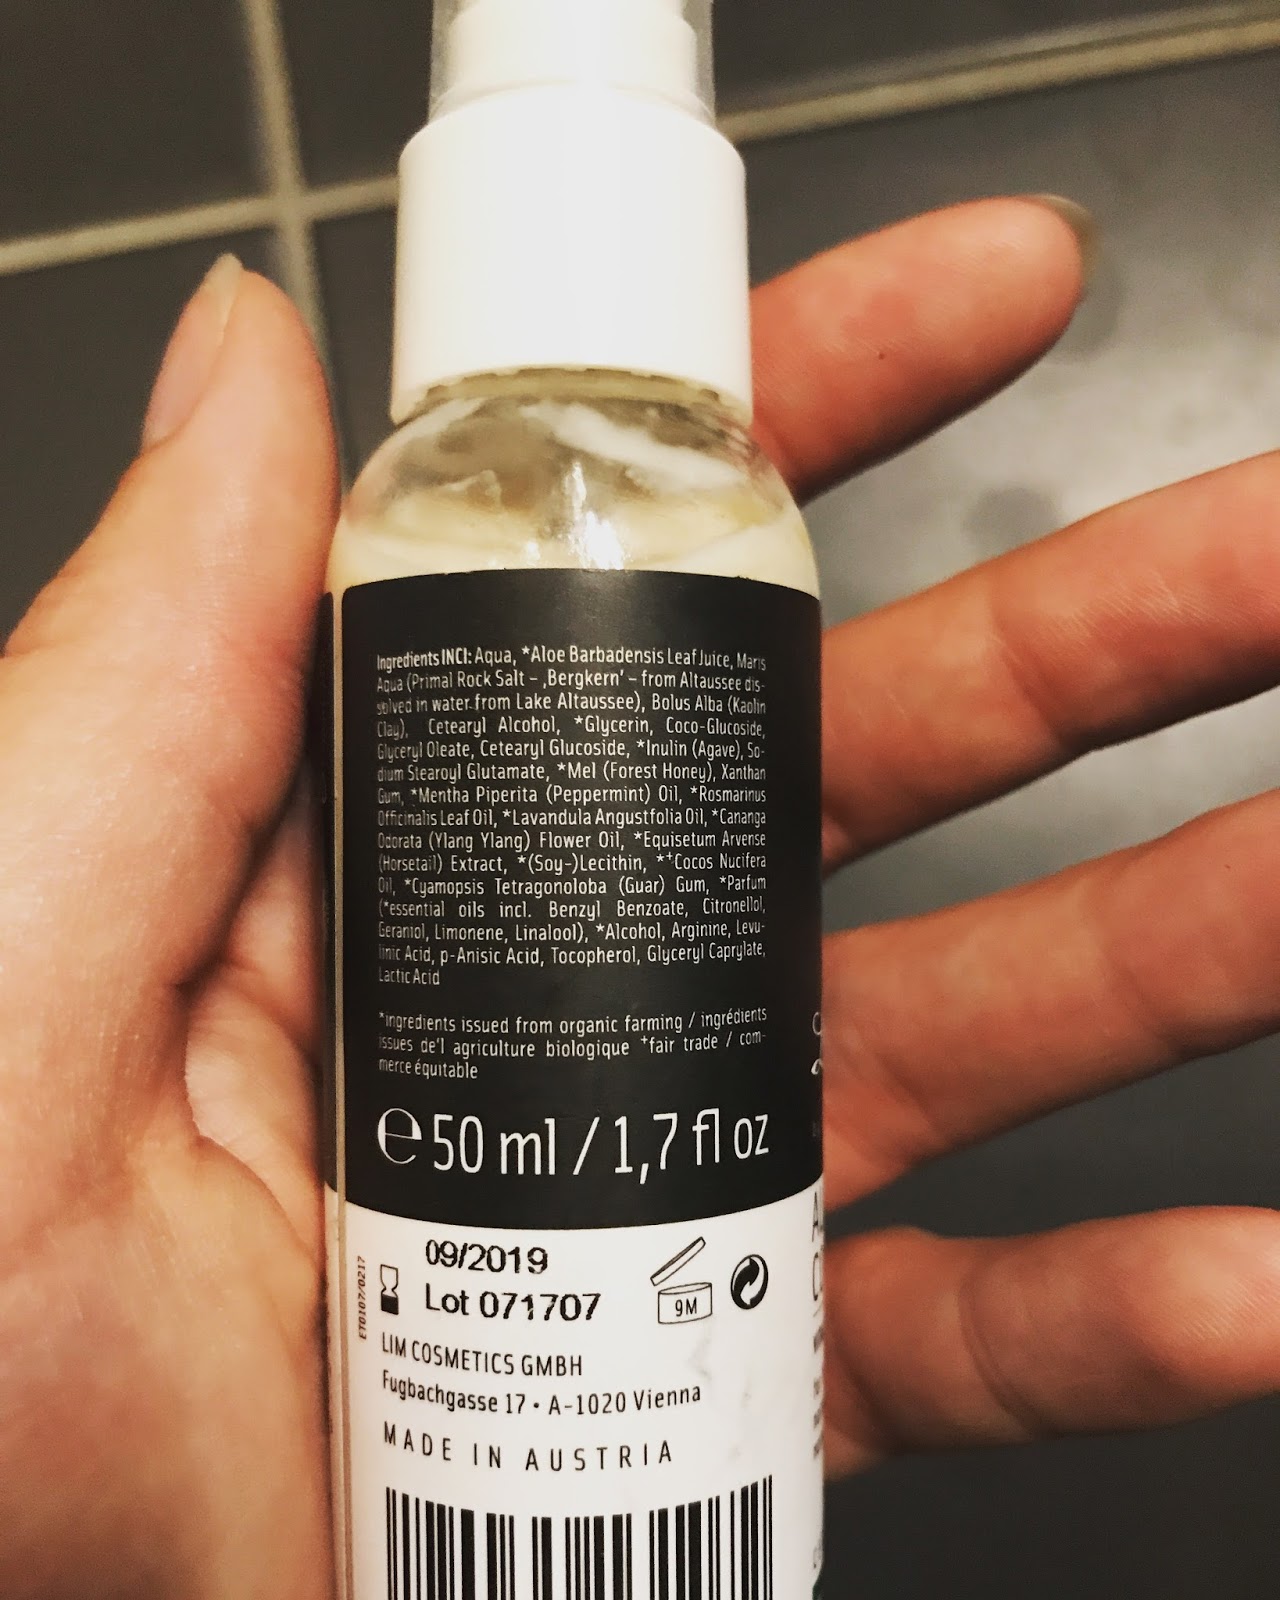 Ingredients INCI: Aqua, *Aloe Barbadensis Leaf Juice, Maris
Aqua (Primal Rock Salt – ‚Bergkern' – from Altaussee dis-
solved in water from Lake Altaussee), Bolus Alba (Kaolin
Clay), Cetearyl Alcohol, *Glycerin, Coco-Glucoside,
Glyceryl Oleate, Cetearyl Glucoside, *Inulin (Agave), So-
dium Stearoyl Glutamate, *Mel (Forest Honey), Xanthan
Gum, *Mentha Piperita (Peppermint) Oil, *Rosmarinus
Officinalis Leaf Oil, *Lavandula Angustfolia Oil, *Cananga
Odorata (Ylang Ylang) Flower Oil, *Equisetum Arvense
(Horsetail) Extract, *(Soy-)Lecithin, *⁺Cocos Nucifera
Oil, *Cyamopsis Tetragonoloba (Guar) Gum, *Parfum
(*essential oils incl. Benzyl Benzoate, Citronellol,
Geraniol, Limonene, Linalool), *Alcohol, Arginine, Levu-
linic Acid, p-Anisic Acid, Tocopherol, Glyceryl Caprylate,
Lactic Acid
*ingredients issued from organic farming / ingrédients
issues de'l agriculture biologique ⁺fair trade / com-
merce équitable
℮ 50 ml / 1,7 fl oz
09/2019
Lot 071707
9M
ET0107/0217
LIM COSMETICS GMBH
Fugbachgasse 17 • A-1020 Vienna
MADE IN AUSTRIA